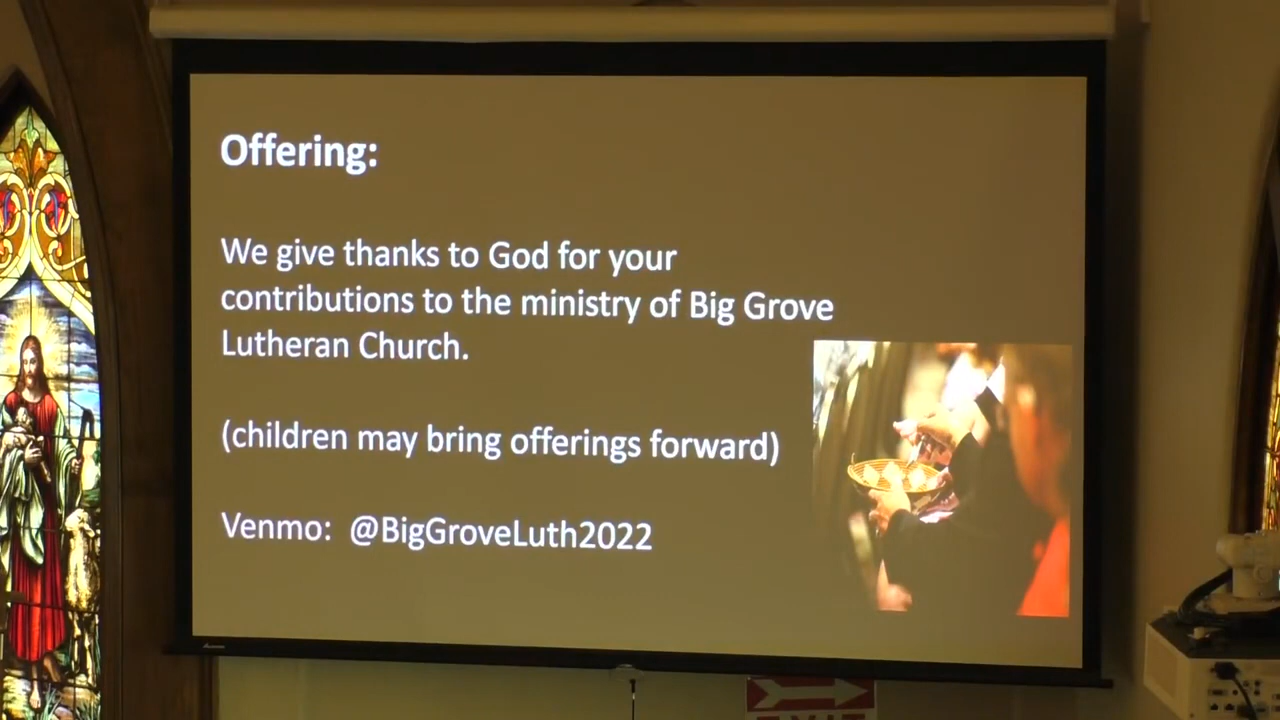 Offering:
We give thanks to God for your
contributions to the ministry of Big Grove
Lutheran Church.
(children may bring offerings forward)
Venmo: @BigGroveLuth2022
EXIT